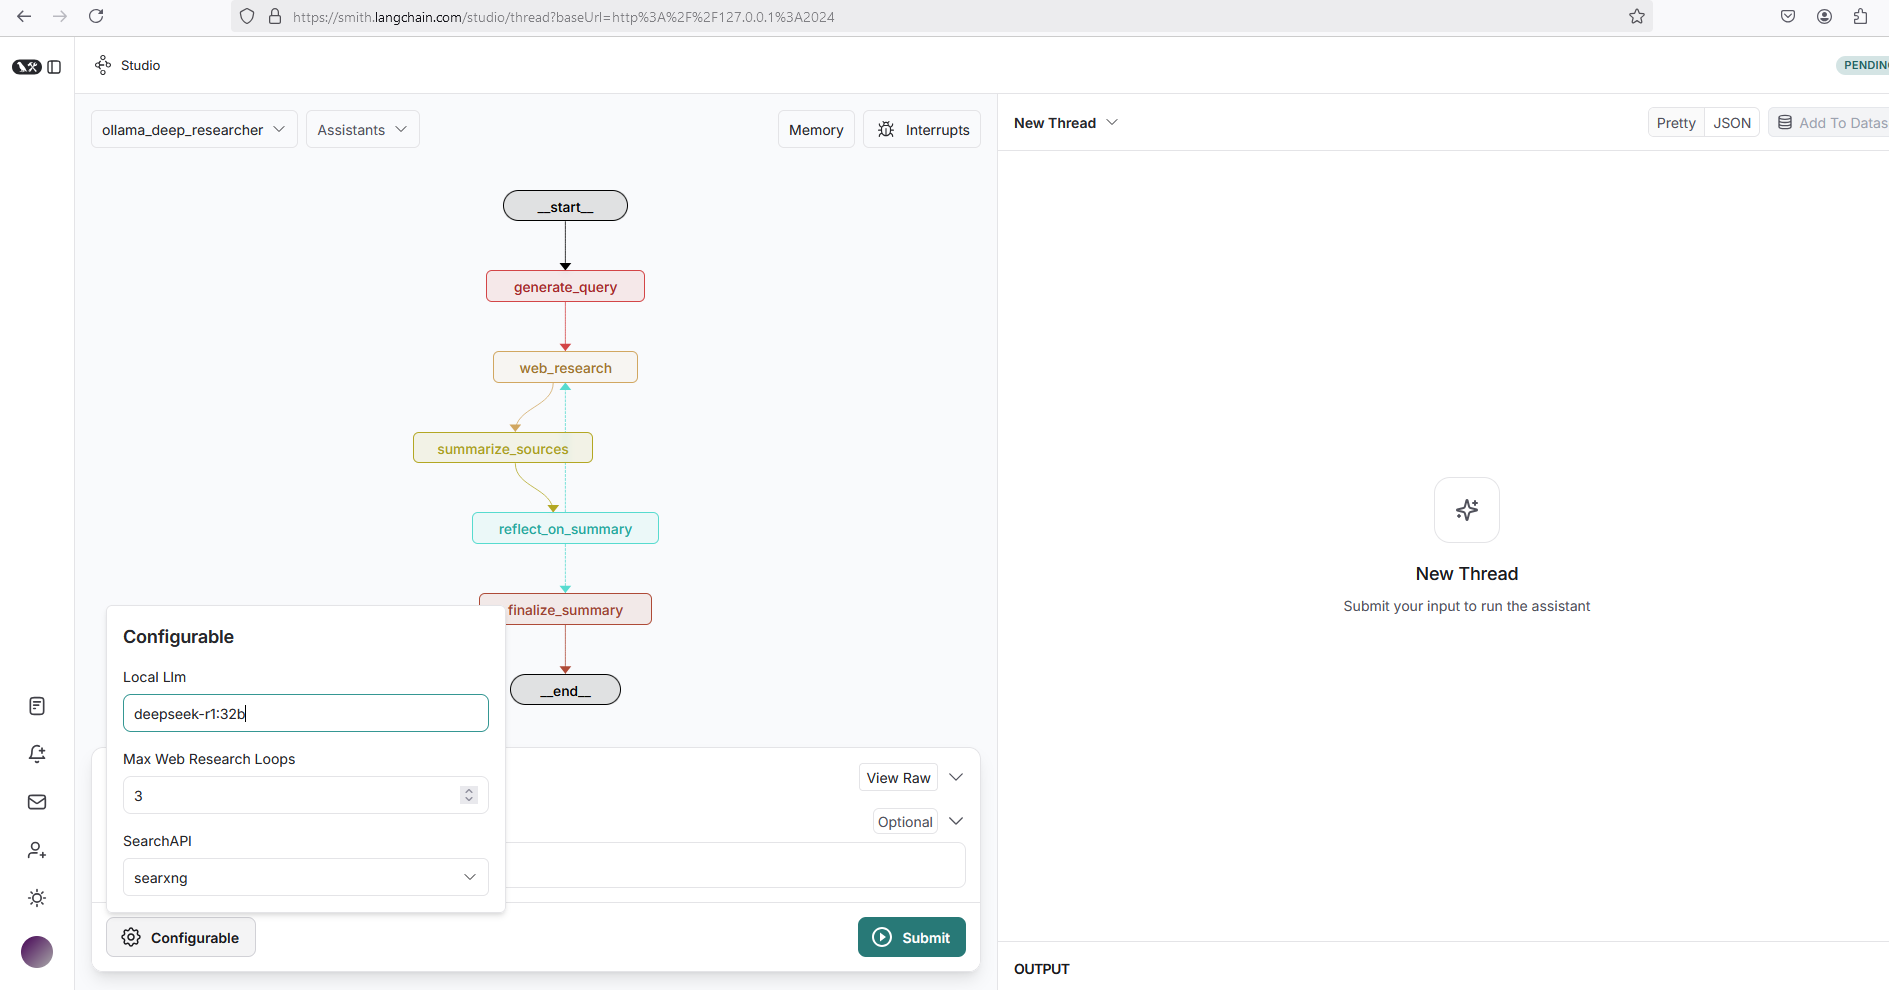 https://smith.langchain.com/studio/thread?baseUrl=http%3A%2F%2F127.0.0.1%3A2024
Studio
PENDING
ollama_deep_researcher
Assistants
Memory
Interrupts
New Thread
Pretty
JSON
Add To Datas
__start__
generate_query
web_research
summarize_sources
reflect_on_summary
finalize_summary
__end__
New Thread
Submit your input to run the assistant
Configurable
Local Llm
deepseek-r1:32b
Max Web Research Loops
3
SearchAPI
searxng
View Raw
Optional
Configurable
Submit
OUTPUT